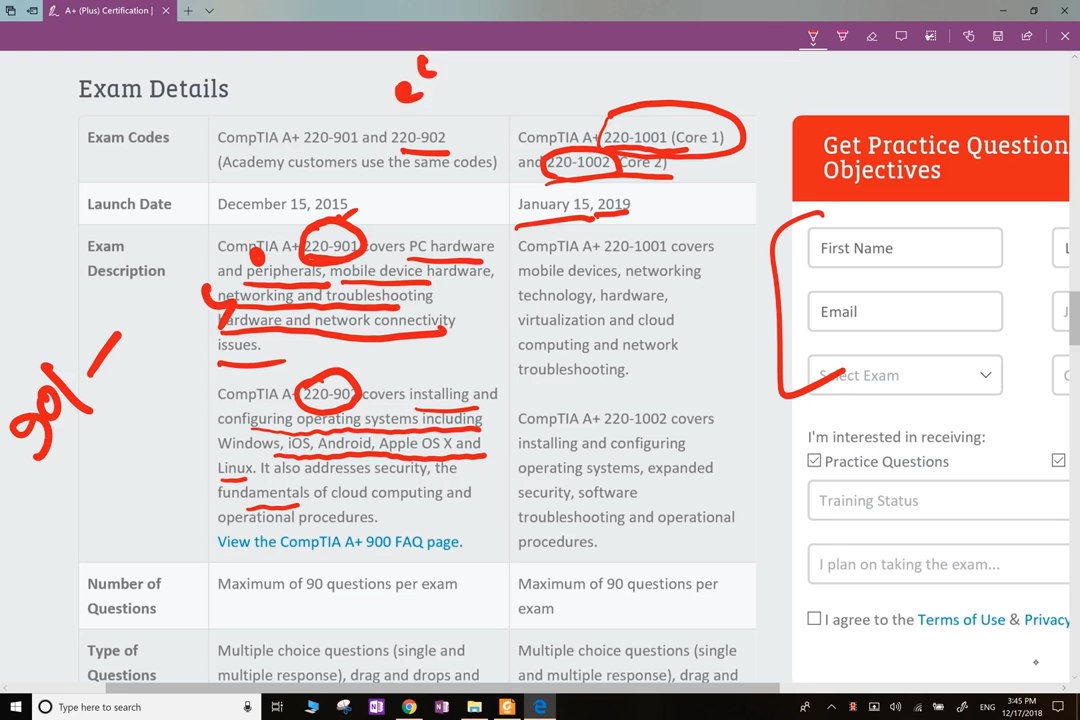 A+ (Plus) Certification |
Exam Details
Exam Codes
CompTIA A+ 220-901 and 220-902
(Academy customers use the same codes)
CompTIA A+ 220-1001 (Core 1)
and 220-1002 (Core 2)
Launch Date
December 15, 2015
January 15, 2019
Exam
Description
CompTIA A+ 220-901 covers PC hardware
and peripherals, mobile device hardware,
networking and troubleshooting
hardware and network connectivity
issues.
CompTIA A+ 220-902 covers installing and
configuring operating systems including
Windows, iOS, Android, Apple OS X and
Linux. It also addresses security, the
fundamentals of cloud computing and
operational procedures.
View the CompTIA A+ 900 FAQ page.
CompTIA A+ 220-1001 covers
mobile devices, networking
technology, hardware,
virtualization and cloud
computing and network
troubleshooting.
CompTIA A+ 220-1002 covers
installing and configuring
operating systems, expanded
security, software
troubleshooting and operational
procedures.
Number of
Questions
Maximum of 90 questions per exam
Maximum of 90 questions per
exam
Type of
Questions
Multiple choice questions (single and
multiple response), drag and drops and
Multiple choice questions (single
and multiple response), drag and
90/
Get Practice Question
Objectives
First Name
Email
Select Exam
I'm interested in receiving:
Practice Questions
Training Status
I plan on taking the exam...
I agree to the Terms of Use & Privacy
Type here to search
ENG
3:45 PM
12/17/2018